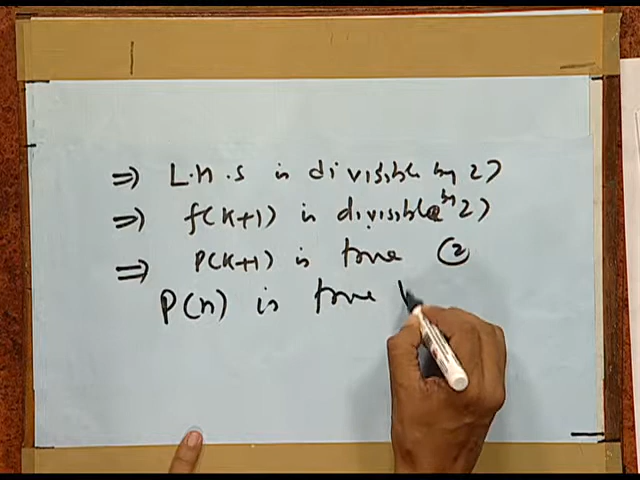 ⇒ L.H.S is divisible by 27
⇒ f(k+1) is divisible by 27
⇒ P(k+1) is true ②
P(n) is true